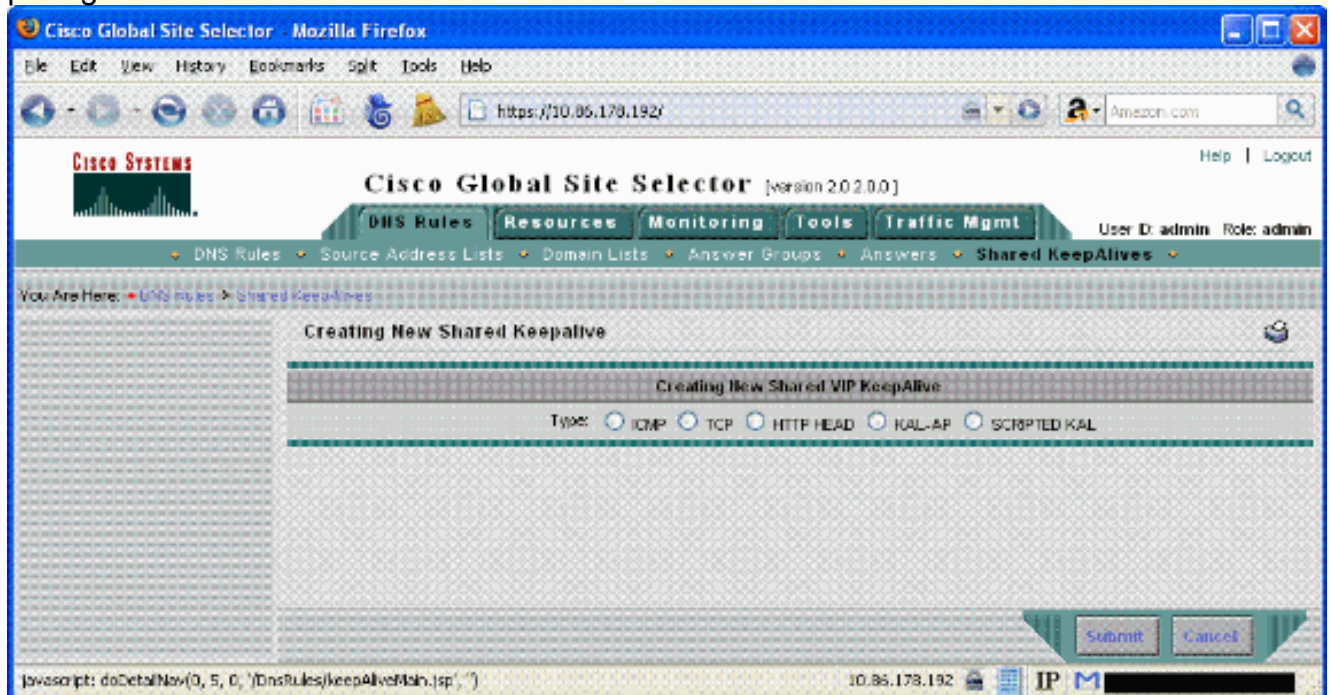 Cisco Global Site Selector - Mozilla Firefox
File Edit View History Bookmarks Split Tools Help
https://10.86.178.192/
Amazon.com
CISCO SYSTEMS
Help | Logout
Cisco Global Site Selector [version 2.0.2.0.0]
DNS Rules Resources Monitoring Tools Traffic Mgmt
User ID: admin Role: admin
DNS Rules Source Address Lists Domain Lists Answer Groups Answers Shared KeepAlives
You Are Here: DNS Rules > Shared KeepAlives
Creating New Shared Keepalive
Creating New Shared VIP KeepAlive
Type: ICMP TCP HTTP HEAD KAL-AP SCRIPTED KAL
Submit Cancel
javascript: doDetailNav(0, 5, 0, '/DnsRules/keepAliveMain.jsp', '')
10.86.178.192 IP